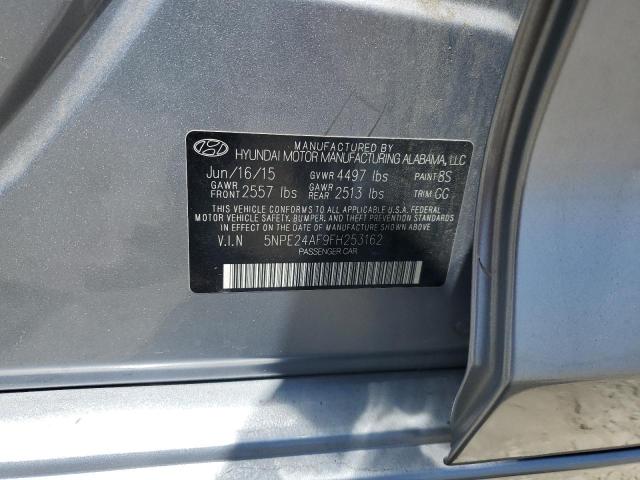 MANUFACTURED BY
HYUNDAI MOTOR MANUFACTURING ALABAMA, LLC
Jun/16/15 GVWR 4497 lbs PAINT BS
GAWR FRONT 2557 lbs GAWR REAR 2513 lbs TRIM GG
THIS VEHICLE CONFORMS TO ALL APPLICABLE U.S.A. FEDERAL
MOTOR VEHICLE SAFETY, BUMPER, AND THEFT PREVENTION
STANDARDS IN EFFECT ON THE DATE OF MANUFACTURE SHOWN ABOVE.
V.I.N 5NPE24AF9FH253162
PASSENGER CAR